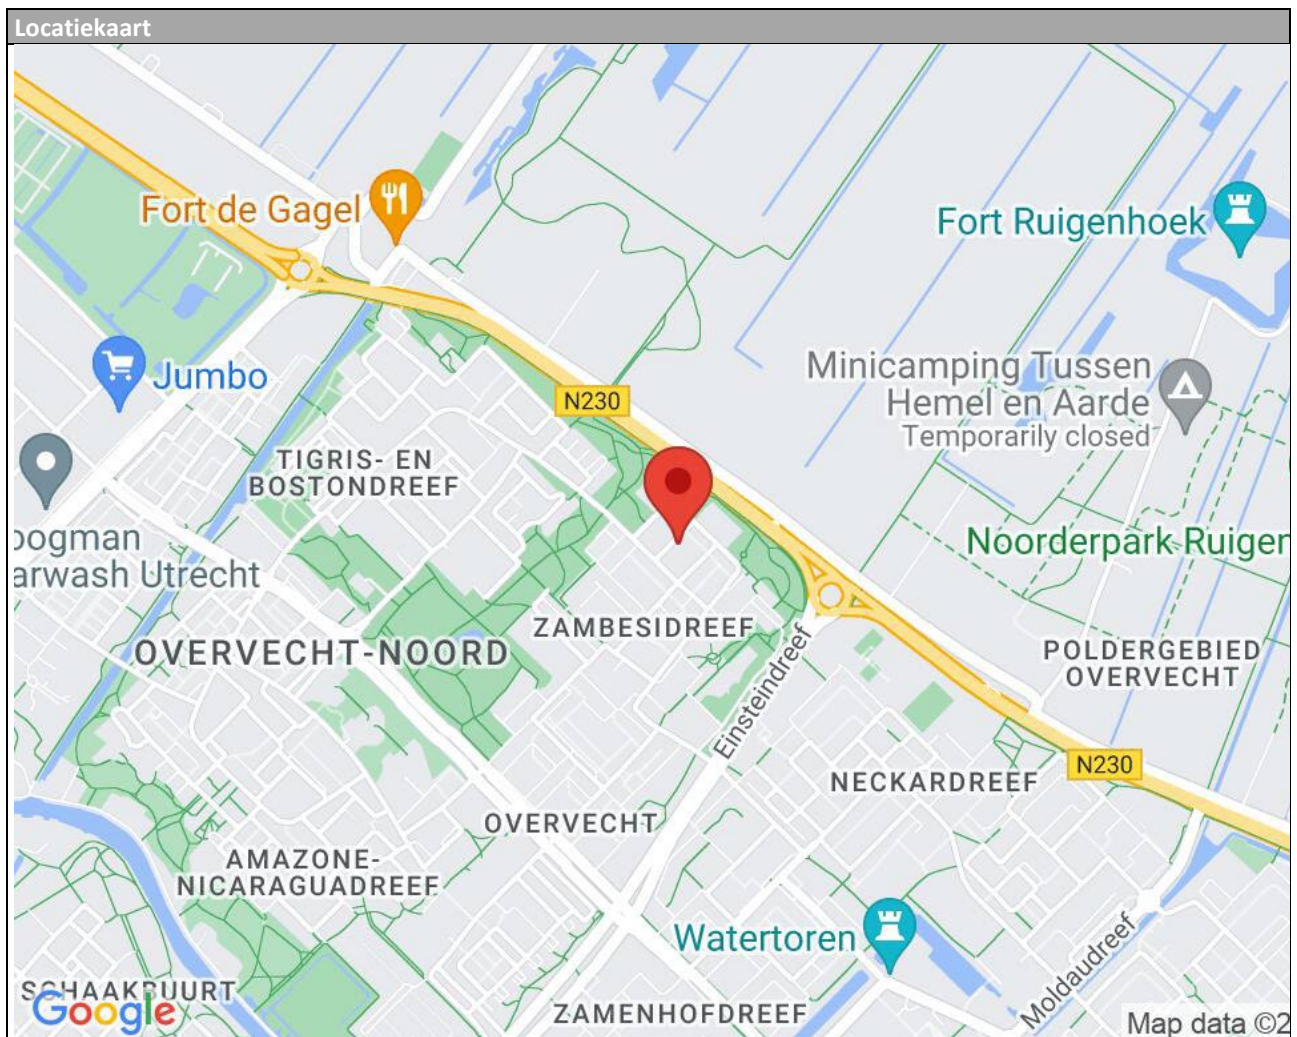 Locatiekaart
Fort de Gagel
Fort Ruigenhoek
Jumbo
Minicamping Tussen
Hemel en Aarde
Temporarily closed
N230
TIGRIS- EN
BOSTONDREEF
oogman
arwash Utrecht
Noorderpark Ruigen
ZAMBESIDREEF
OVERVECHT-NOORD
POLDERGEBIED
OVERVECHT
Einsteindreef
N230
NECKARDREEF
OVERVECHT
AMAZONE-
NICARAGUADREEF
Watertoren
Moldaudreef
SCHAAKBUURT
Google
ZAMENHOFDREEF
Map data ©2